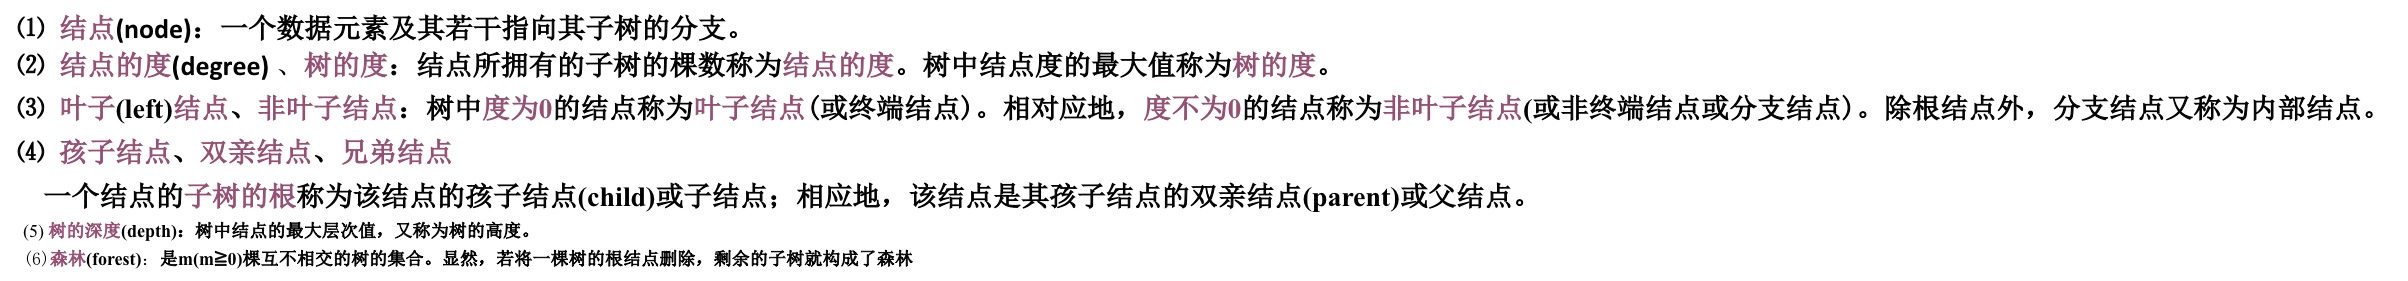 ⑴ 结点(node)：一个数据元素及其若干指向其子树的分支。
⑵ 结点的度(degree) 、树的度：结点所拥有的子树的棵数称为结点的度。树中结点度的最大值称为树的度。
⑶ 叶子(left)结点、非叶子结点：树中度为0的结点称为叶子结点(或终端结点)。相对应地，度不为0的结点称为非叶子结点(或非终端结点或分支结点)。除根结点外，分支结点又称为内部结点。
⑷ 孩子结点、双亲结点、兄弟结点
一个结点的子树的根称为该结点的孩子结点(child)或子结点；相应地，该结点是其孩子结点的双亲结点(parent)或父结点。
(5) 树的深度(depth)：树中结点的最大层次值，又称为树的高度。
(6) 森林(forest)：是m(m≧0)棵互不相交的树的集合。显然，若将一棵树的根结点删除，剩余的子树就构成了森林